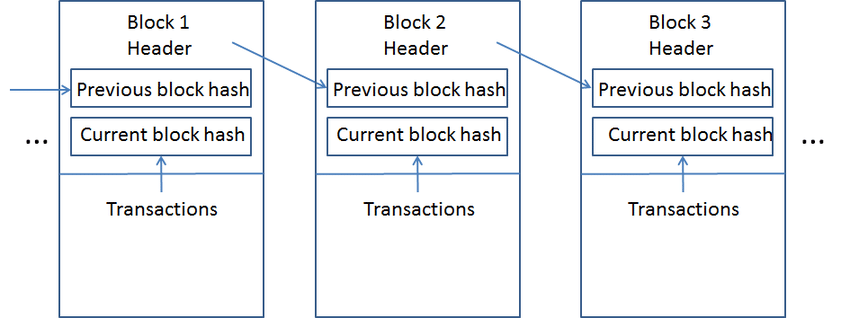 Block 1
Header
Previous block hash
Current block hash
Transactions
Block 2
Header
Previous block hash
Current block hash
Transactions
Block 3
Header
Previous block hash
Current block hash
Transactions
...
...